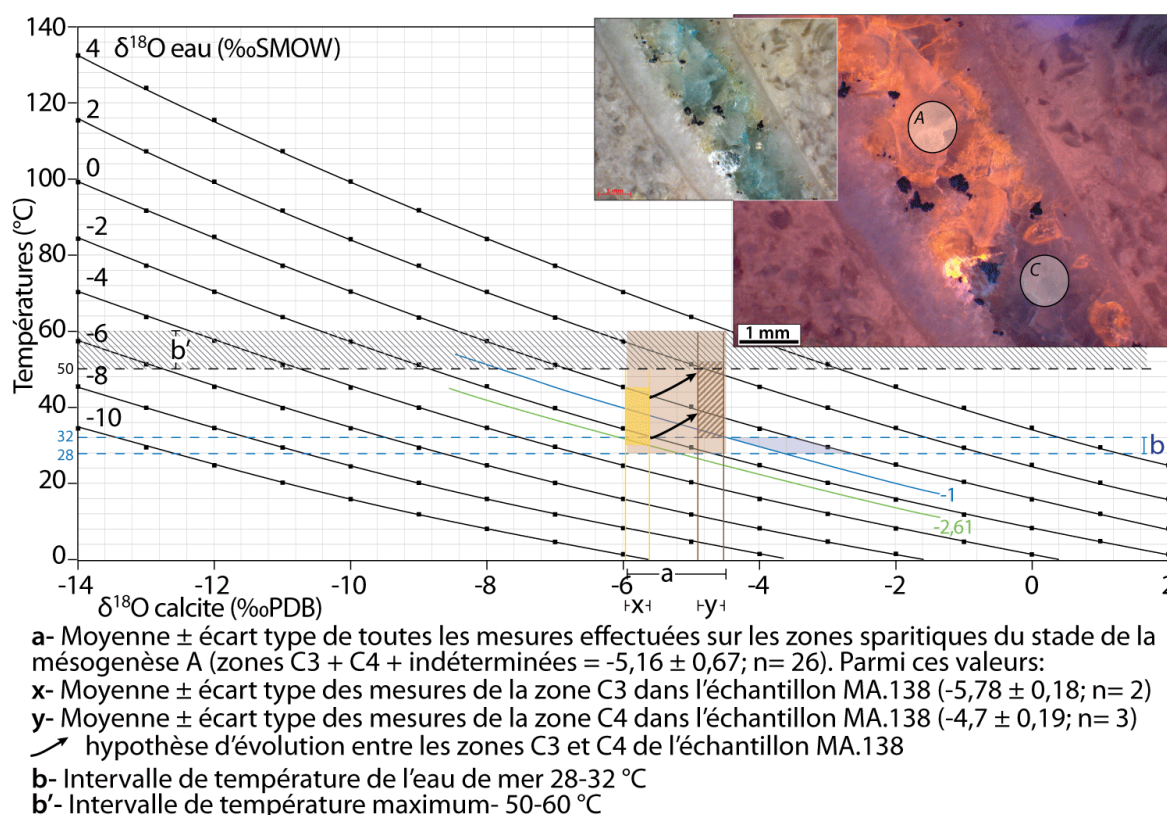 140
120
100
80
60
50
40
32
28
20
0
Températures (°C)
δ¹⁸O eau (‰SMOW)
4
2
0
-2
-4
-6
-8
-10
b'
A
C
1 mm
b
-1
-2,61
-14
-12
-10
-8
-6
-4
-2
0
2
a
x
y
δ¹⁸O calcite (‰PDB)
a- Moyenne ± écart type de toutes les mesures effectuées sur les zones sparitiques du stade de la
mésogenèse A (zones C3 + C4 + indéterminées = -5,16 ± 0,67; n= 26). Parmi ces valeurs:
x- Moyenne ± écart type des mesures de la zone C3 dans l'échantillon MA.138 (-5,78 ± 0,18; n= 2)
y- Moyenne ± écart type des mesures de la zone C4 dans l'échantillon MA.138 (-4,7 ± 0,19; n= 3)
hypothèse d'évolution entre les zones C3 et C4 de l'échantillon MA.138
b- Intervalle de température de l'eau de mer 28-32 °C
b'- Intervalle de température maximum- 50-60 °C